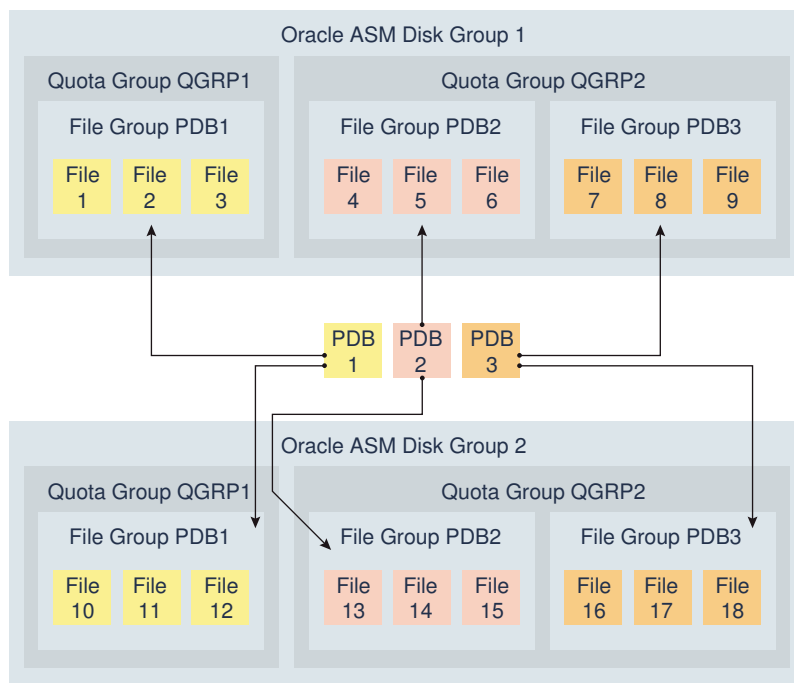 Oracle ASM Disk Group 1
Quota Group QGRP1
Quota Group QGRP2
File Group PDB1
File Group PDB2
File Group PDB3
File 1
File 2
File 3
File 4
File 5
File 6
File 7
File 8
File 9
PDB 1
PDB 2
PDB 3
Oracle ASM Disk Group 2
Quota Group QGRP1
Quota Group QGRP2
File Group PDB1
File Group PDB2
File Group PDB3
File 10
File 11
File 12
File 13
File 14
File 15
File 16
File 17
File 18